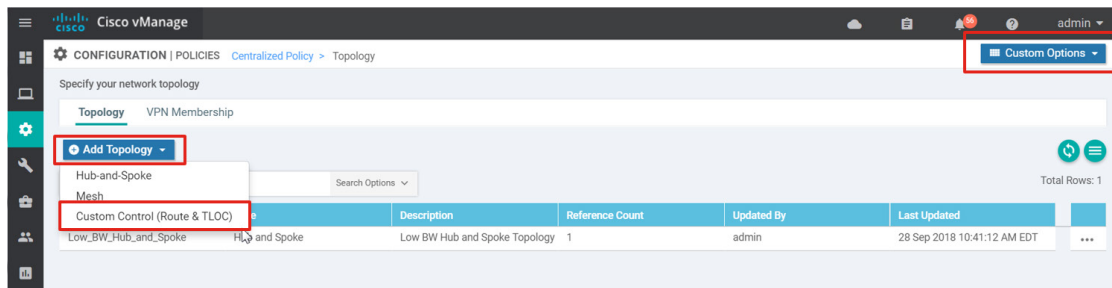 cisco Cisco vManage
56
admin
CONFIGURATION | POLICIES Centralized Policy > Topology
Custom Options
Specify your network topology
Topology VPN Membership
Add Topology
Hub-and-Spoke
Mesh
Custom Control (Route & TLOC)
Search Options
Total Rows: 1
Description Reference Count Updated By Last Updated
Low_BW_Hub_and_Spoke and Spoke Low BW Hub and Spoke Topology 1 admin 28 Sep 2018 10:41:12 AM EDT